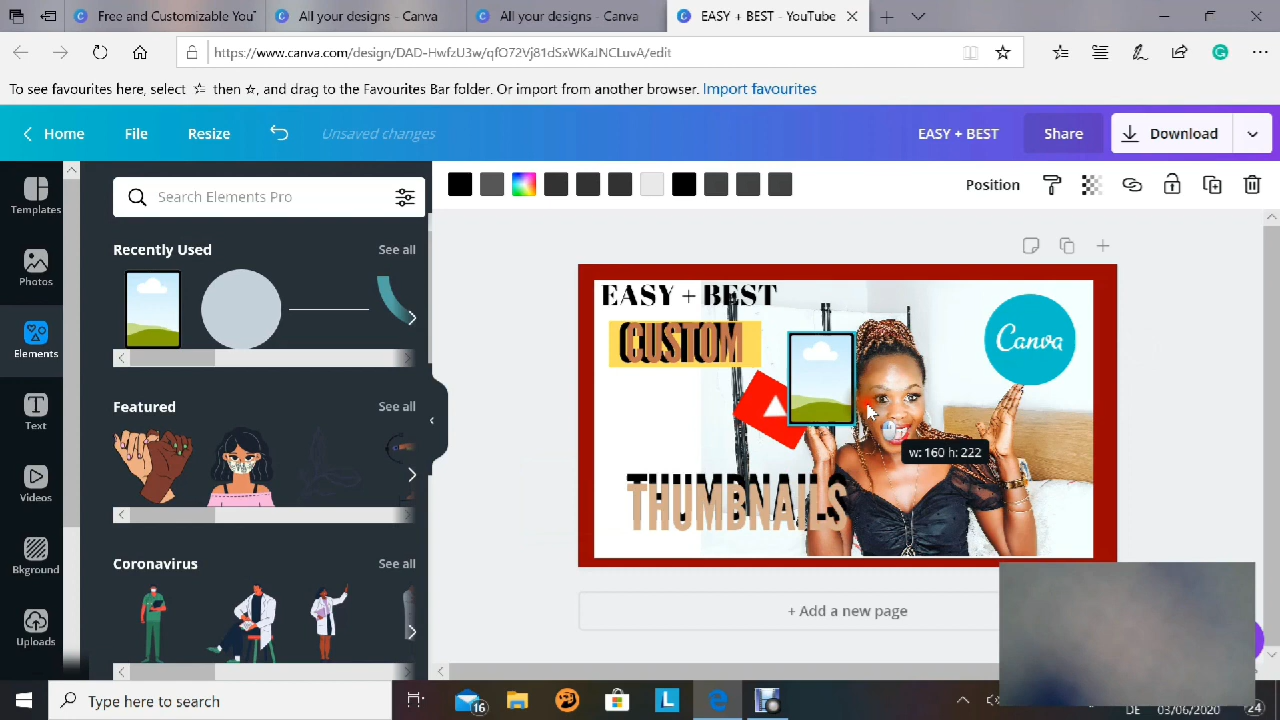 Free and Customizable YouT
All your designs - Canva
All your designs - Canva
EASY + BEST - YouTube
https://www.canva.com/design/DAD-HwfzU3w/qfO72Vj81dSxWKaJNCLuvA/edit
To see favourites here, select ☆ then ☆, and drag to the Favourites Bar folder. Or import from another browser. Import favourites
Home
File
Resize
Unsaved changes
EASY + BEST
Share
Download
Templates
Photos
Elements
Text
Videos
Bkground
Uploads
Search Elements Pro
Recently Used
See all
Featured
See all
Coronavirus
See all
Position
EASY + BEST
CUSTOM
THUMBNAILS
Canva
w: 160 h: 222
+ Add a new page
Type here to search
16
L
DE
03/06/2020
24